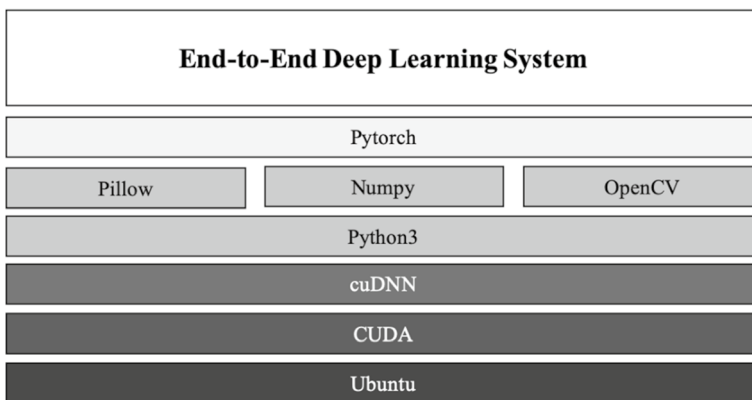 End-to-End Deep Learning System
Pytorch
Pillow Numpy OpenCV
Python3
cuDNN
CUDA
Ubuntu